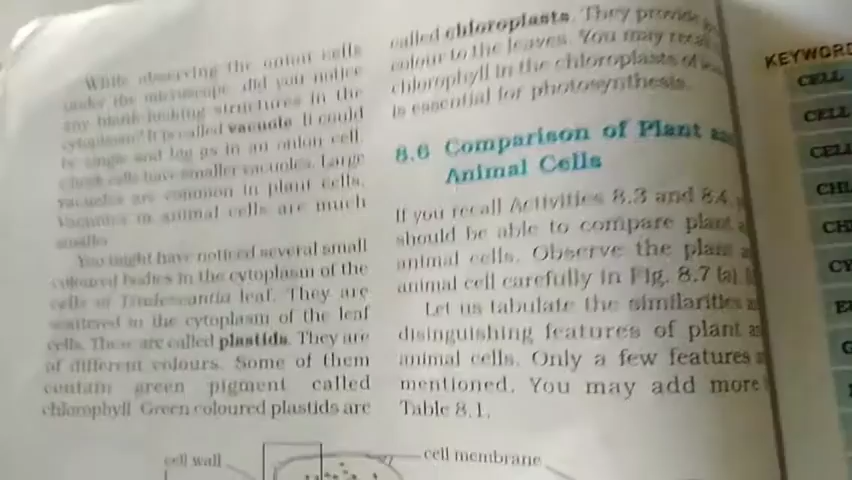 While observing the onion cells
under the microscope, did you notice
any blank looking structures in the
cytoplasm? It is called vacuole. It could
be single and big as in an onion cell.
Cheek cells have smaller vacuoles. Large
vacuoles are common in plant cells.
Vacuoles in animal cells are much
smaller.
You might have noticed several small
coloured bodies in the cytoplasm of the
cells of Tradescantia leaf. They are
scattered in the cytoplasm of the leaf
cells. These are called plastids. They are
of different colours. Some of them
contain green pigment called
chlorophyll. Green coloured plastids are
called chloroplasts. They provide
colour to the leaves. You may recall
chlorophyll in the chloroplasts of
is essential for photosynthesis.
8.6 Comparison of Plant
Animal Cells
If you recall Activities 8.3 and 8.4,
should be able to compare plant
animal cells. Observe the plant
animal cell carefully in Fig. 8.7 (a),
Let us tabulate the similarities
disinguishing features of plant
animal cells. Only a few features
mentioned. You may add more
Table 8.1.
cell wall
cell membrane
KEYWORD
CELL
CELL
CELL